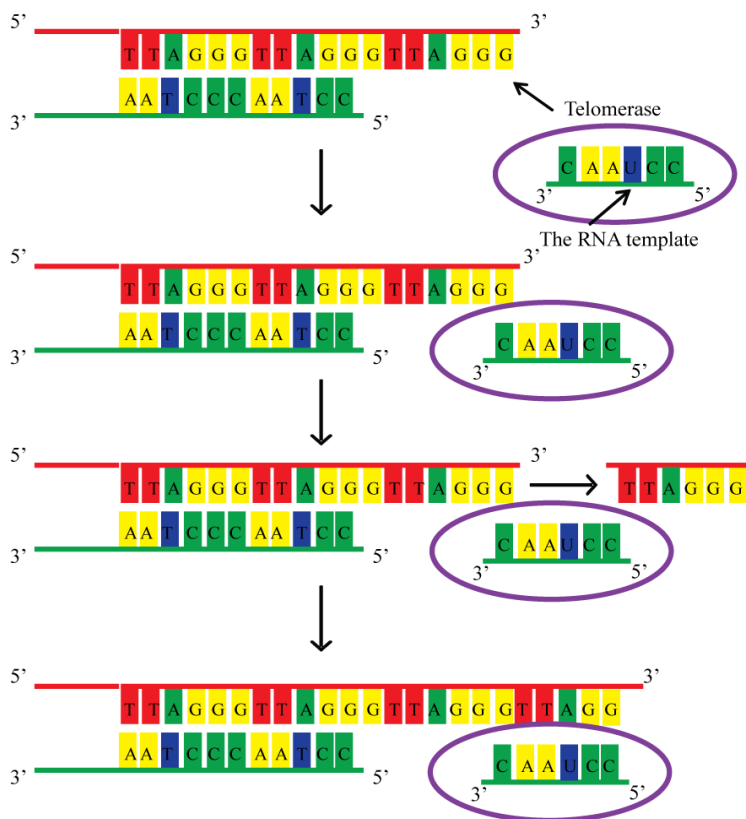 5’ 3’
T T A G G G T T A G G G T T A G G G
A A T C C C A A T C C
3’ 5’
Telomerase
C A A U C C
3’ 5’
The RNA template
5’ 3’
T T A G G G T T A G G G T T A G G G
A A T C C C A A T C C
3’ 5’
C A A U C C
3’ 5’
5’ 3’
T T A G G G T T A G G G T T A G G G
T T A G G G
A A T C C C A A T C C
3’ 5’
C A A U C C
3’ 5’
5’ 3’
T T A G G G T T A G G G T T A G G G T T A G G
A A T C C C A A T C C
3’ 5’
C A A U C C
3’ 5’